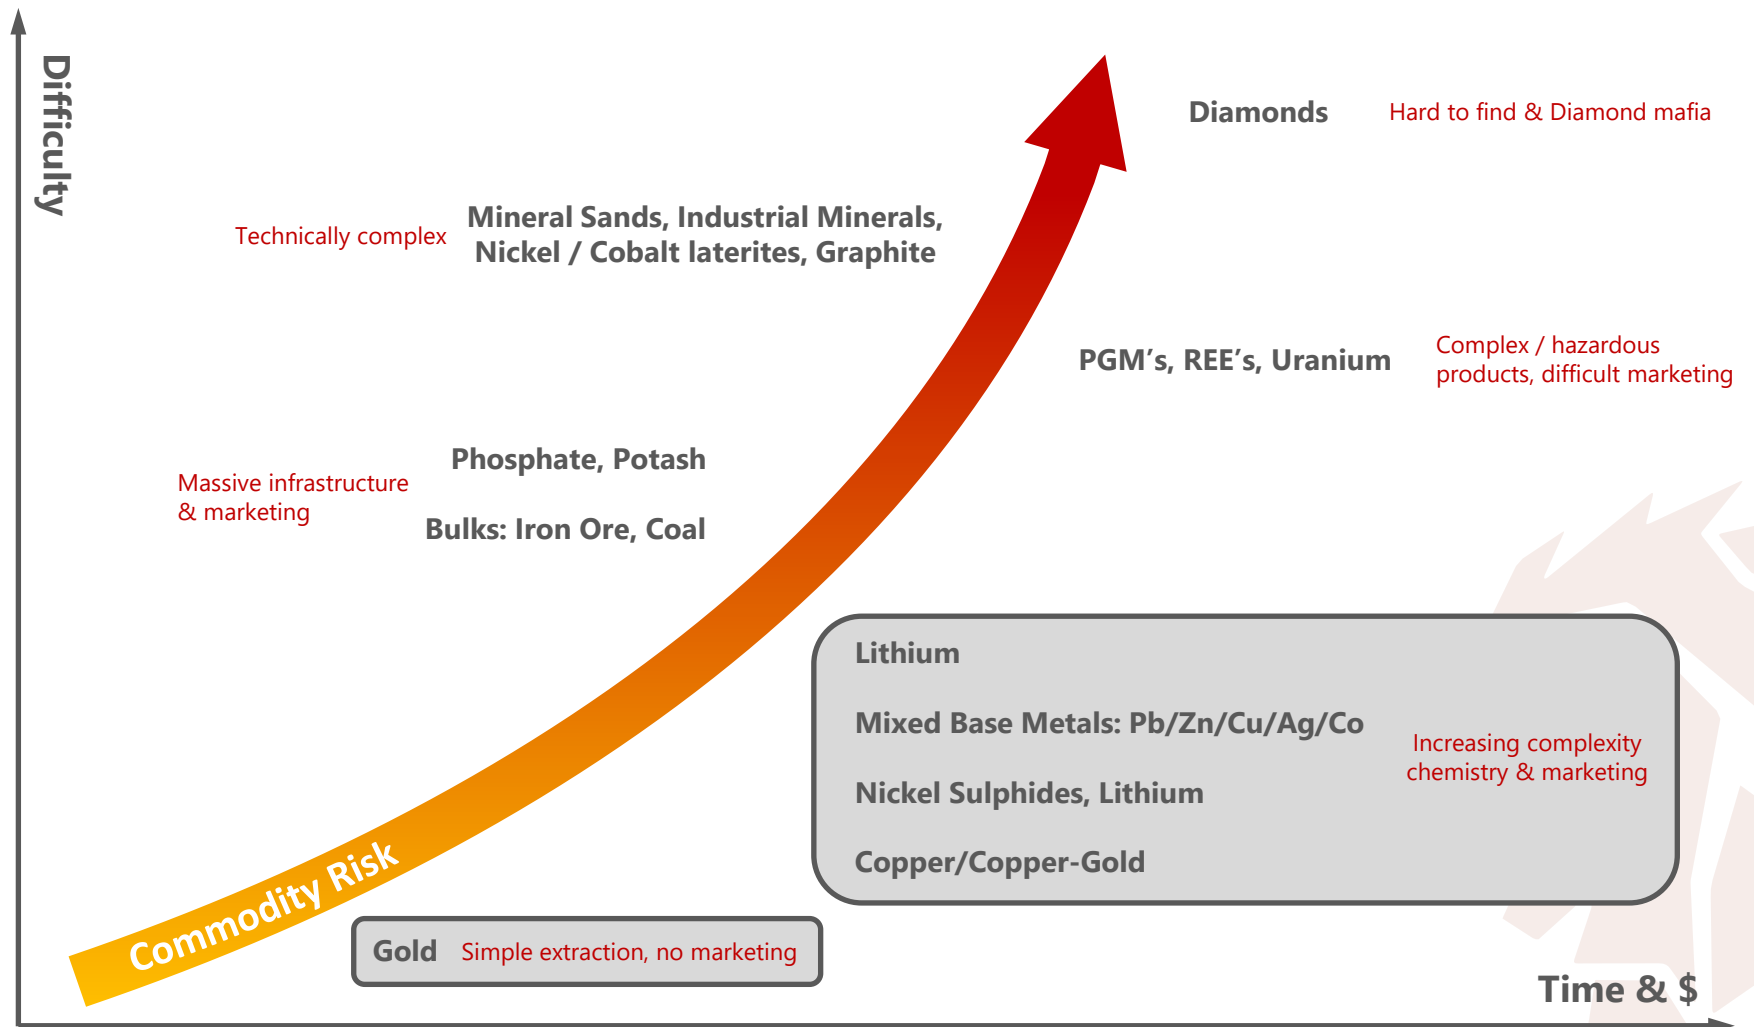 Difficulty
Diamonds
Hard to find & Diamond mafia
Technically complex
Mineral Sands, Industrial Minerals,
Nickel / Cobalt laterites, Graphite
PGM's, REE's, Uranium
Complex / hazardous
products, difficult marketing
Phosphate, Potash
Massive infrastructure
& marketing
Bulks: Iron Ore, Coal
Lithium
Mixed Base Metals: Pb/Zn/Cu/Ag/Co
Increasing complexity
chemistry & marketing
Nickel Sulphides, Lithium
Copper/Copper-Gold
Commodity Risk
Gold
Simple extraction, no marketing
Time & $